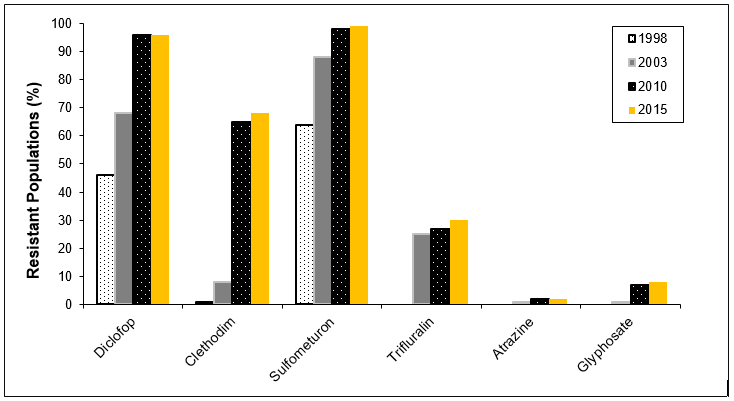 Resistant Populations (%)
100
90
80
70
60
50
40
30
20
10
0
Diclofop
Clethodim
Sulfometuron
Trifluralin
Atrazine
Glyphosate
1998
2003
2010
2015